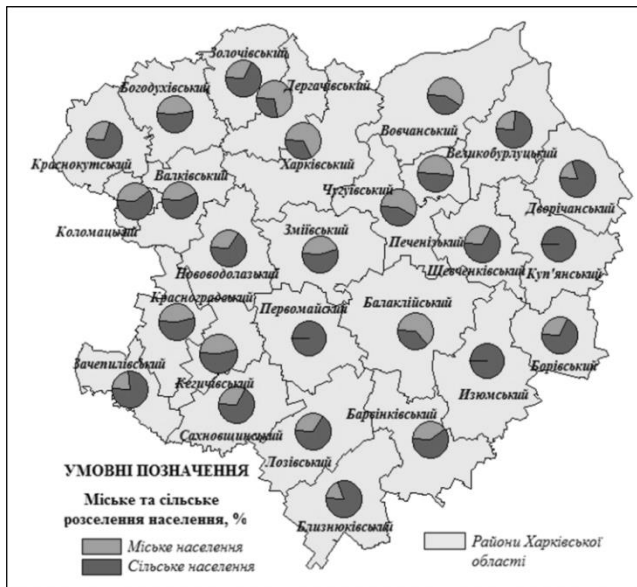 Золочівський
Богодухівський
Дергачівський
Вовчанський
Краснокутський
Валківський
Харківський
Великобурлуцький
Чугуївський
Дворічанський
Коломацький
Зміївський
Печенізький
Нововодолазький
Шевченківський
Куп'янський
Красноградський
Первомайский
Балаклійський
Зачепилівський
Борівський
Кегичівський
Изюмський
Сахновщинський
Барвінківський
Лозівський
Близнюківський
УМОВНІ ПОЗНАЧЕННЯ
Міське та сільське
розселення населення, %
Міське населення
Сільське населення
Райони Харківської
області